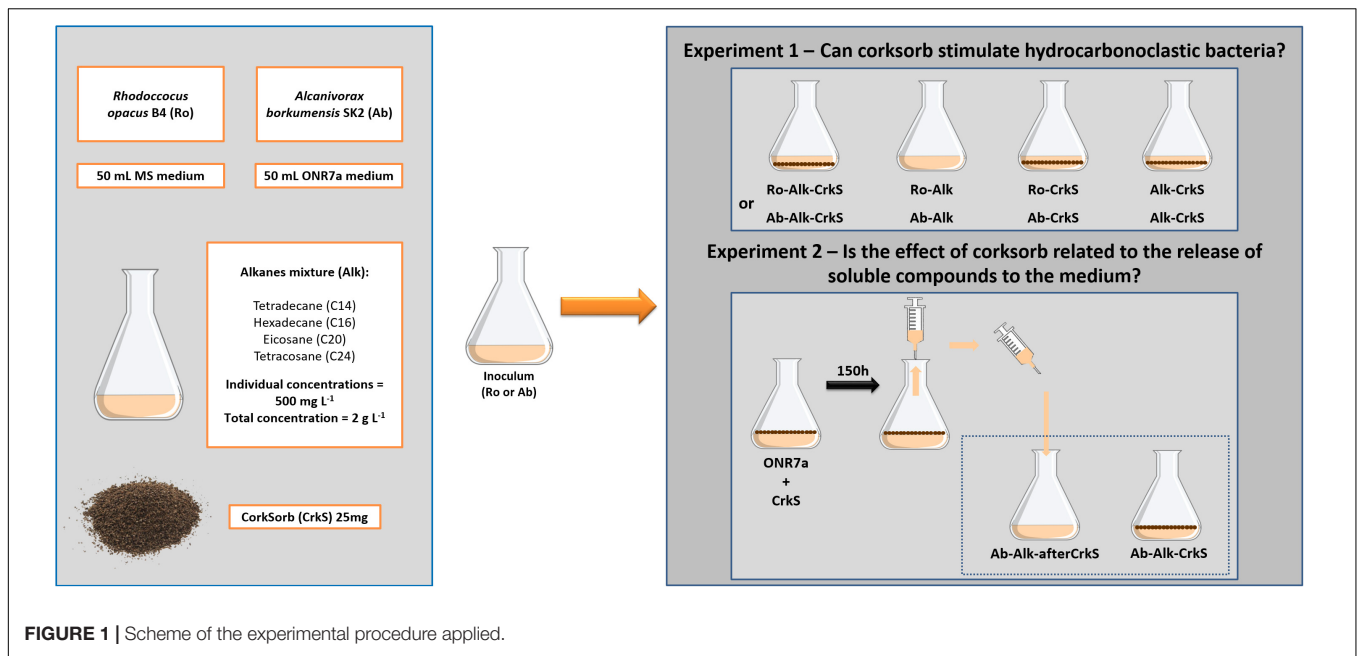 Rhodoccocus
opacus B4 (Ro)
Alcanivorax
borkumensis SK2 (Ab)
50 mL MS medium
50 mL ONR7a medium
Alkanes mixture (Alk):
Tetradecane (C14)
Hexadecane (C16)
Eicosane (C20)
Tetracosane (C24)
Individual concentrations =
500 mg L-1
Total concentration = 2 g L-1
CorkSorb (CrkS) 25mg
Inoculum
(Ro or Ab)
Experiment 1 – Can corksorb stimulate hydrocarbonoclastic bacteria?
Ro-Alk-CrkS
Ro-Alk
Ro-CrkS
Alk-CrkS
or
Ab-Alk-CrkS
Ab-Alk
Ab-CrkS
Alk-CrkS
Experiment 2 – Is the effect of corksorb related to the release of
soluble compounds to the medium?
150h
ONR7a
+
CrkS
Ab-Alk-afterCrkS
Ab-Alk-CrkS
FIGURE 1 | Scheme of the experimental procedure applied.